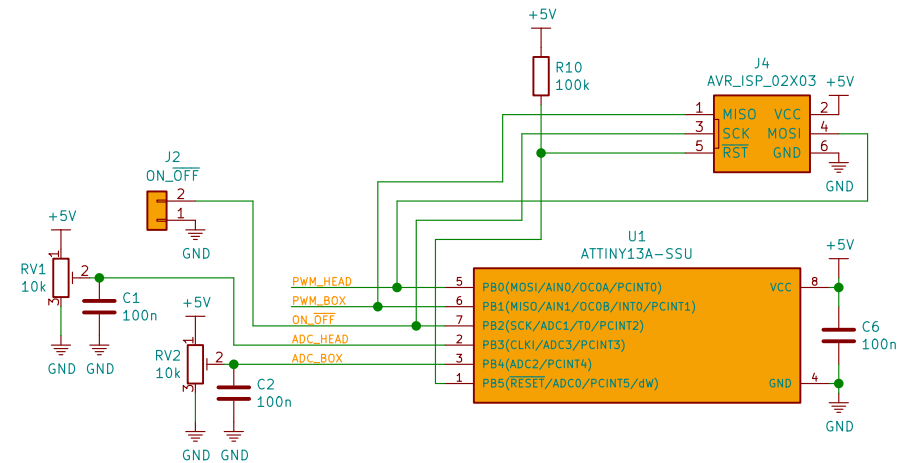 +5V
R10
100k
J4
AVR_ISP_02X03
+5V
1 MISO VCC 2
3 SCK MOSI 4
5 RST GND 6
GND
J2
ON_OFF
2
1
GND
+5V
RV1
10k
1
2
3
C1
100n
GND GND
+5V
RV2
10k
1
2
3
C2
100n
GND GND
U1
ATTINY13A-SSU
+5V
PWM_HEAD 5 PB0(MOSI/AIN0/OC0A/PCINT0) VCC 8
PWM_BOX 6 PB1(MISO/AIN1/OC0B/INT0/PCINT1)
ON_OFF 7 PB2(SCK/ADC1/T0/PCINT2)
ADC_HEAD 2 PB3(CLKI/ADC3/PCINT3)
ADC_BOX 3 PB4(ADC2/PCINT4)
1 PB5(RESET/ADC0/PCINT5/dW) GND 4
C6
100n
GND